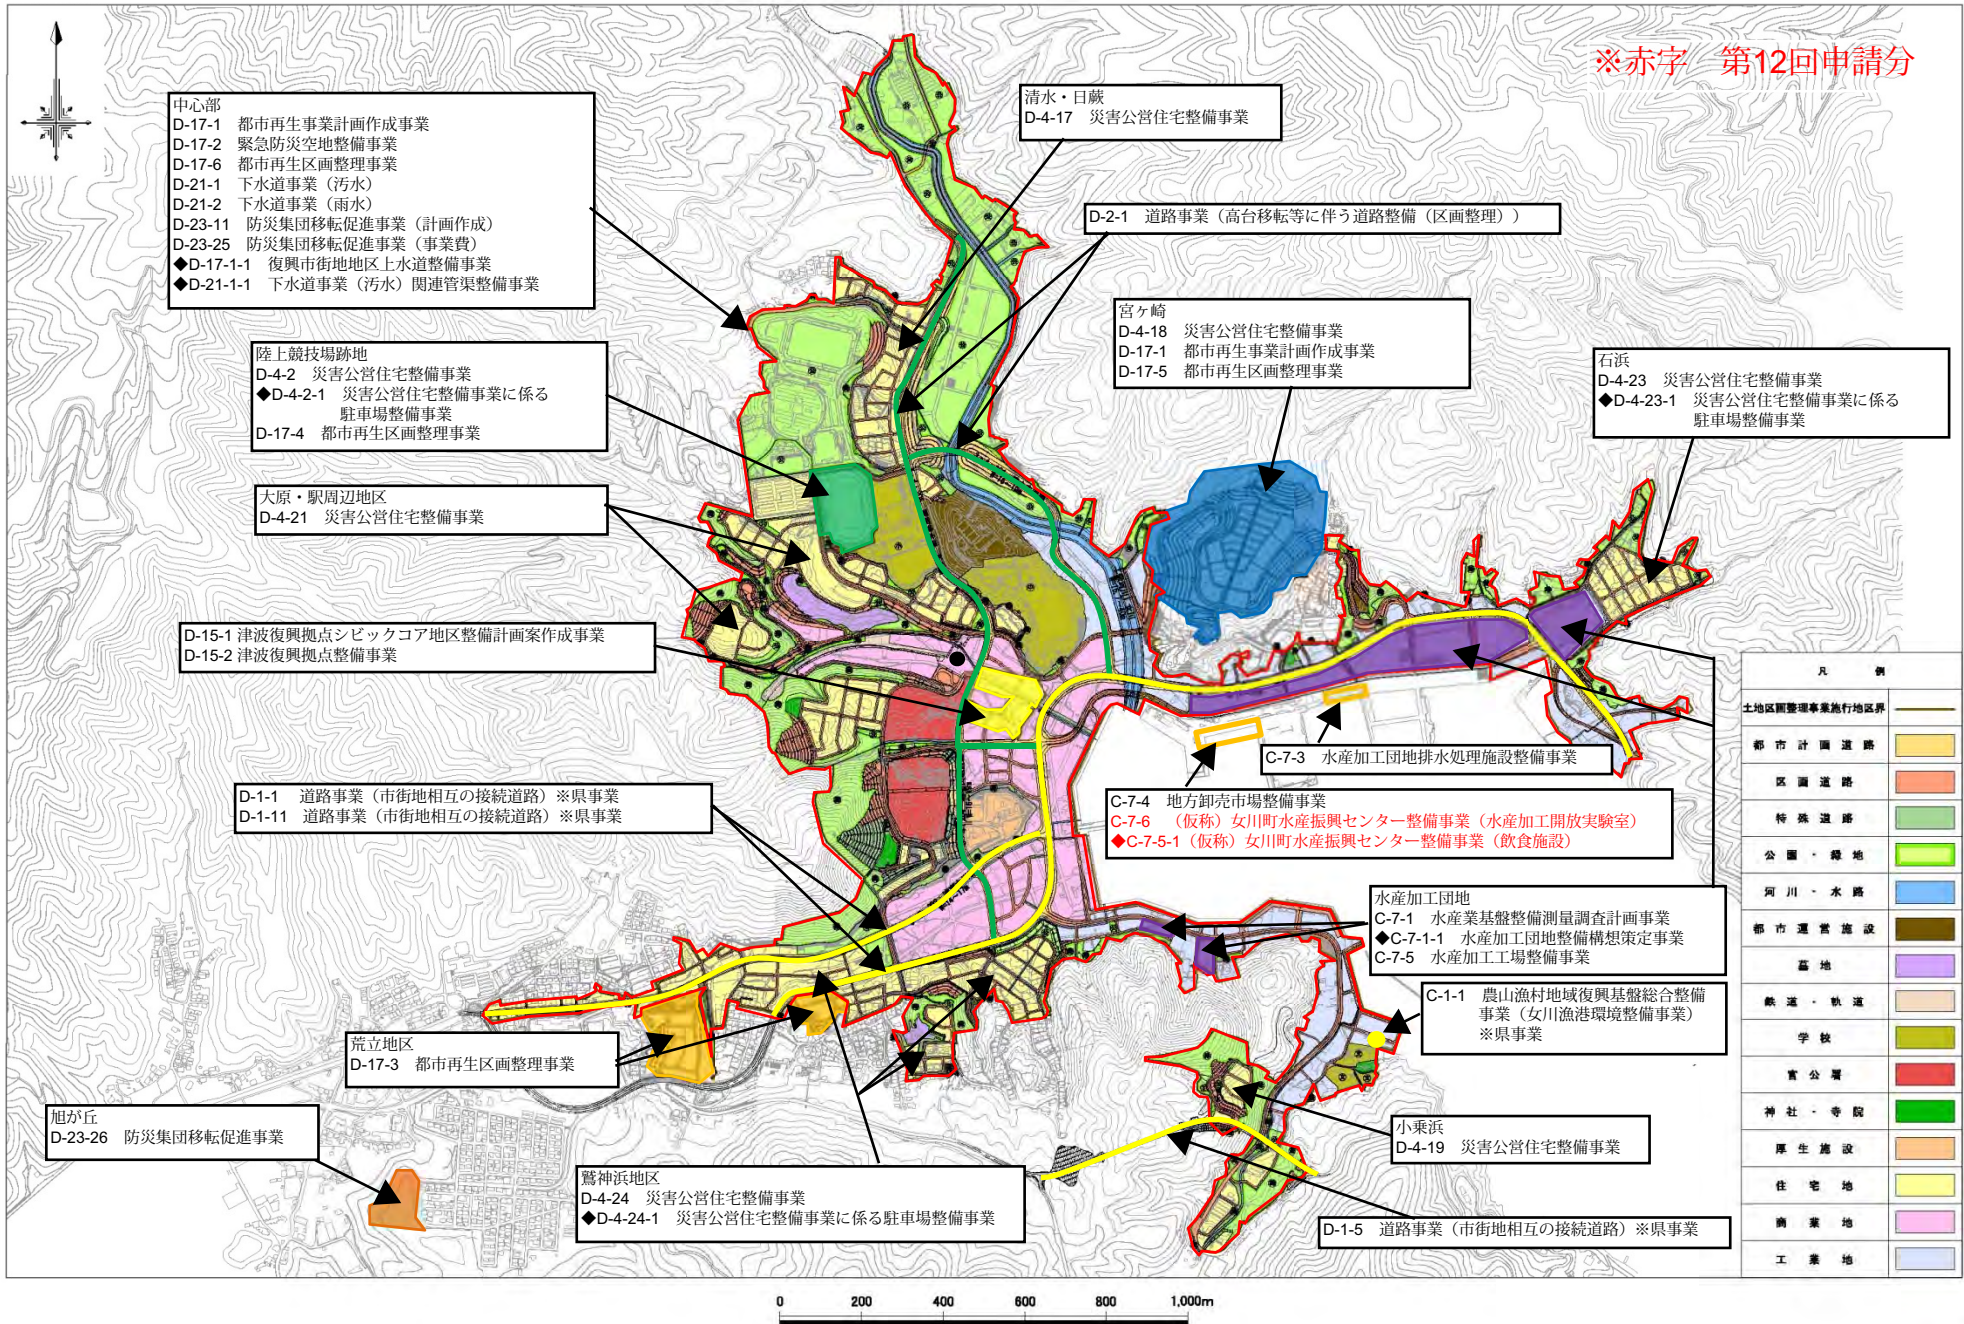 ※赤字　第12回申請分
中心部
D-17-1　都市再生事業計画作成事業
D-17-2　緊急防災空地整備事業
D-17-6　都市再生区画整理事業
D-21-1　下水道事業（汚水）
D-21-2　下水道事業（雨水）
D-23-11　防災集団移転促進事業（計画作成）
D-23-25　防災集団移転促進事業（事業費）
◆D-17-1-1　復興市街地地区上水道整備事業
◆D-21-1-1　下水道事業（汚水）関連管渠整備事業
清水・日蕨
D-4-17　災害公営住宅整備事業
D-2-1　道路事業（高台移転等に伴う道路整備（区画整理））
宮ヶ崎
D-4-18　災害公営住宅整備事業
D-17-1　都市再生事業計画作成事業
D-17-5　都市再生区画整理事業
陸上競技場跡地
D-4-2　災害公営住宅整備事業
◆D-4-2-1　災害公営住宅整備事業に係る
駐車場整備事業
D-17-4　都市再生区画整理事業
石浜
D-4-23　災害公営住宅整備事業
◆D-4-23-1　災害公営住宅整備事業に係る
駐車場整備事業
大原・駅周辺地区
D-4-21　災害公営住宅整備事業
D-15-1 津波復興拠点シビックコア地区整備計画案作成事業
D-15-2 津波復興拠点整備事業
C-7-3　水産加工団地排水処理施設整備事業
D-1-1　道路事業（市街地相互の接続道路）※県事業
D-1-11　道路事業（市街地相互の接続道路）※県事業
C-7-4　地方卸売市場整備事業
C-7-6　（仮称）女川町水産振興センター整備事業（水産加工開放実験室）
◆C-7-5-1（仮称）女川町水産振興センター整備事業（飲食施設）
水産加工団地
C-7-1　水産業基盤整備測量調査計画事業
◆C-7-1-1　水産加工団地整備構想策定事業
C-7-5　水産加工工場整備事業
C-1-1　農山漁村地域復興基盤総合整備
事業（女川漁港環境整備事業）
※県事業
荒立地区
D-17-3　都市再生区画整理事業
旭が丘
D-23-26　防災集団移転促進事業
小乗浜
D-4-19　災害公営住宅整備事業
鷲神浜地区
D-4-24　災害公営住宅整備事業
◆D-4-24-1　災害公営住宅整備事業に係る駐車場整備事業
D-1-5　道路事業（市街地相互の接続道路）※県事業
凡　例
土地区画整理事業施行地区界
都市計画道路
区画道路
特殊道路
公園・緑地
河川・水路
都市運営施設
墓地
鉄道・軌道
学校
官公署
神社・寺院
厚生施設
住宅地
商業地
工業地
0　200　400　600　800　1,000m